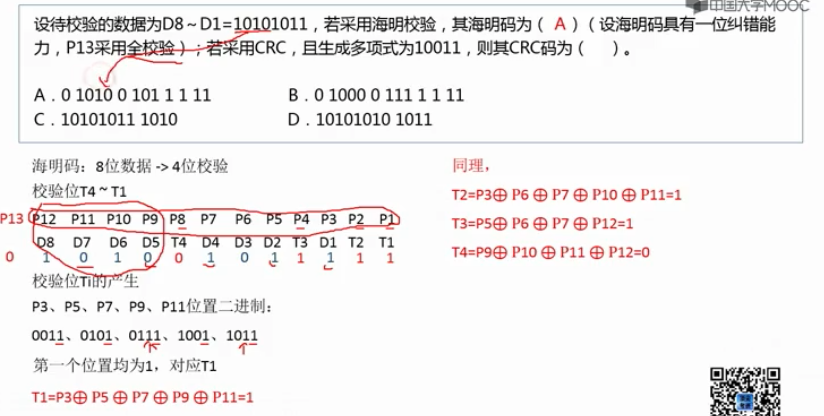 中国大学MOOC
设待校验的数据为D8～D1=10101011，若采用海明校验，其海明码为（ A ）（设海明码具有一位纠错能
力，P13采用全校验），若采用CRC，且生成多项式为10011，则其CRC码为（ ）。
A．0 1010 0 101 1 1 11 B．0 1000 0 111 1 1 11
C．10101011 1010 D．10101010 1011
海明码：8位数据 -> 4位校验
校验位T4 ~ T1
P13 P12 P11 P10 P9 P8 P7 P6 P5 P4 P3 P2 P1
D8 D7 D6 D5 T4 D4 D3 D2 T3 D1 T2 T1
0 1 0 1 0 0 1 0 1 1 1 1 1
校验位Ti的产生
P3、P5、P7、P9、P11位置二进制：
0011、0101、0111、1001、1011
第一个位置均为1，对应T1
T1=P3⊕ P5 ⊕ P7 ⊕ P9 ⊕ P11=1
同理，
T2=P3⊕ P6 ⊕ P7 ⊕ P10 ⊕ P11=1
T3=P5⊕ P6 ⊕ P7 ⊕ P12=1
T4=P9⊕ P10 ⊕ P11 ⊕ P12=0